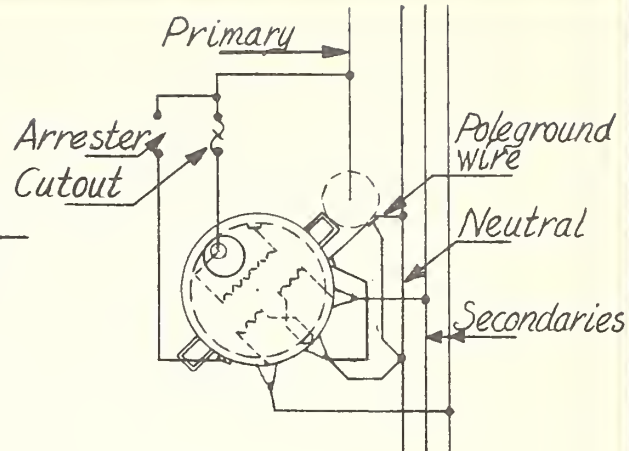 Primary
Arrester
Cutout
Poleground
wire
Neutral
Secondaries